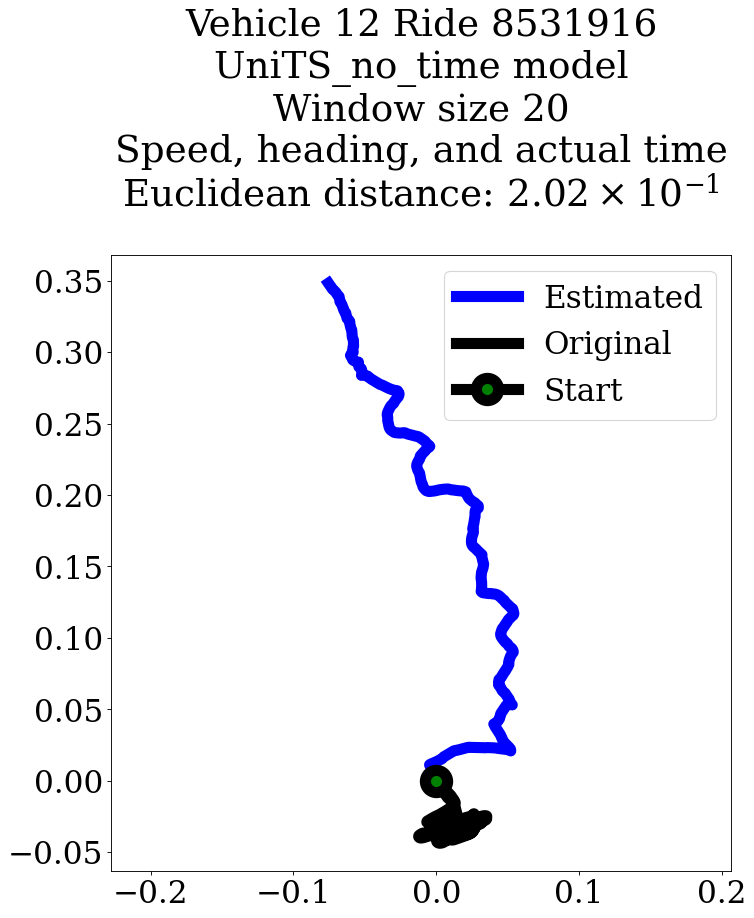 Vehicle 12 Ride 8531916
UniTS_no_time model
Window size 20
Speed, heading, and actual time
Euclidean distance: 2.02 × 10⁻¹
Estimated
Original
Start
0.35
0.30
0.25
0.20
0.15
0.10
0.05
0.00
−0.05
−0.2 −0.1 0.0 0.1 0.2